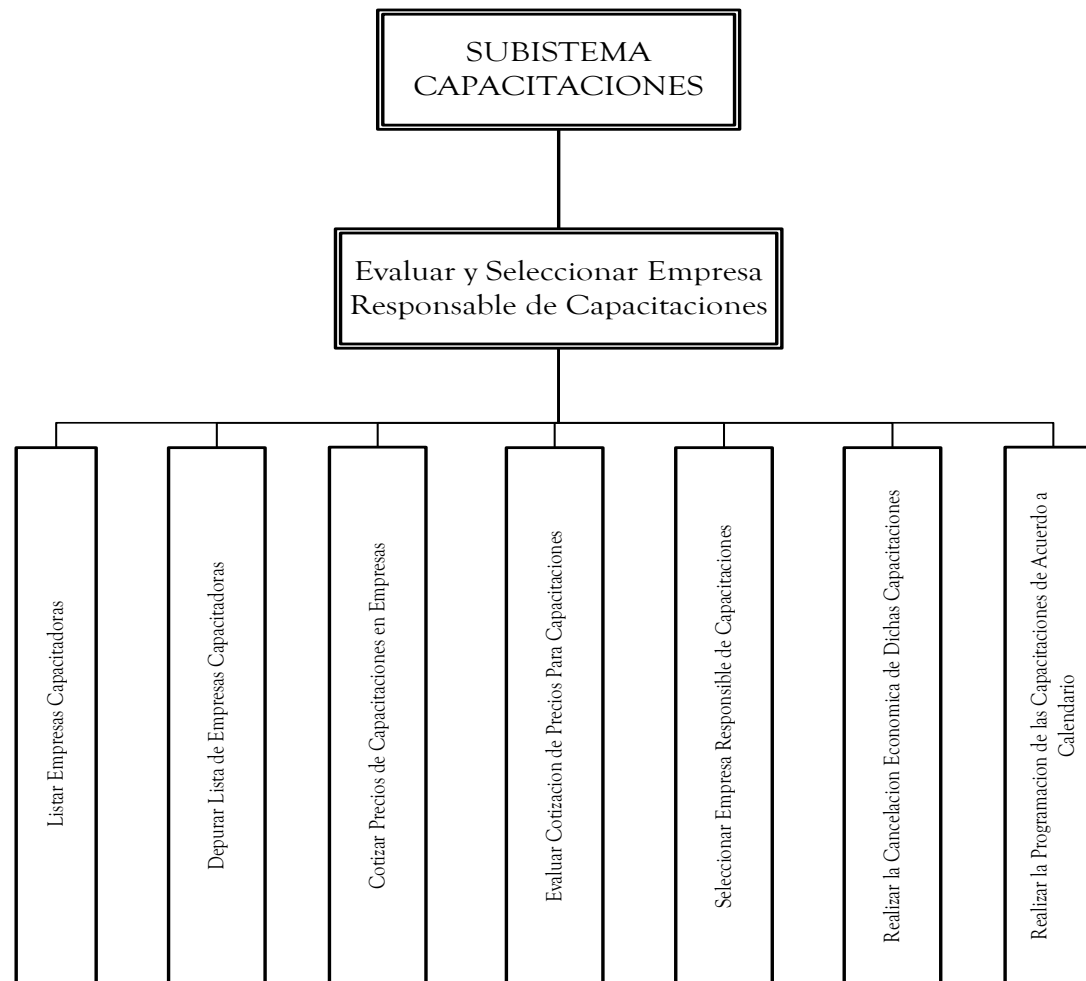 SUBISTEMA
CAPACITACIONES
Evaluar y Seleccionar Empresa
Responsable de Capacitaciones
Listar Empresas Capacitadoras
Depurar Lista de Empresas Capacitadoras
Cotizar Precios de Capacitaciones en Empresas
Evaluar Cotizacion de Precios Para Capacitaciones
Seleccionar Empresa Responsible de Capacitaciones
Realizar la Cancelacion Economica de Dichas Capacitaciones
Realizar la Programacion de las Capacitaciones de Acuerdo a
Calendario